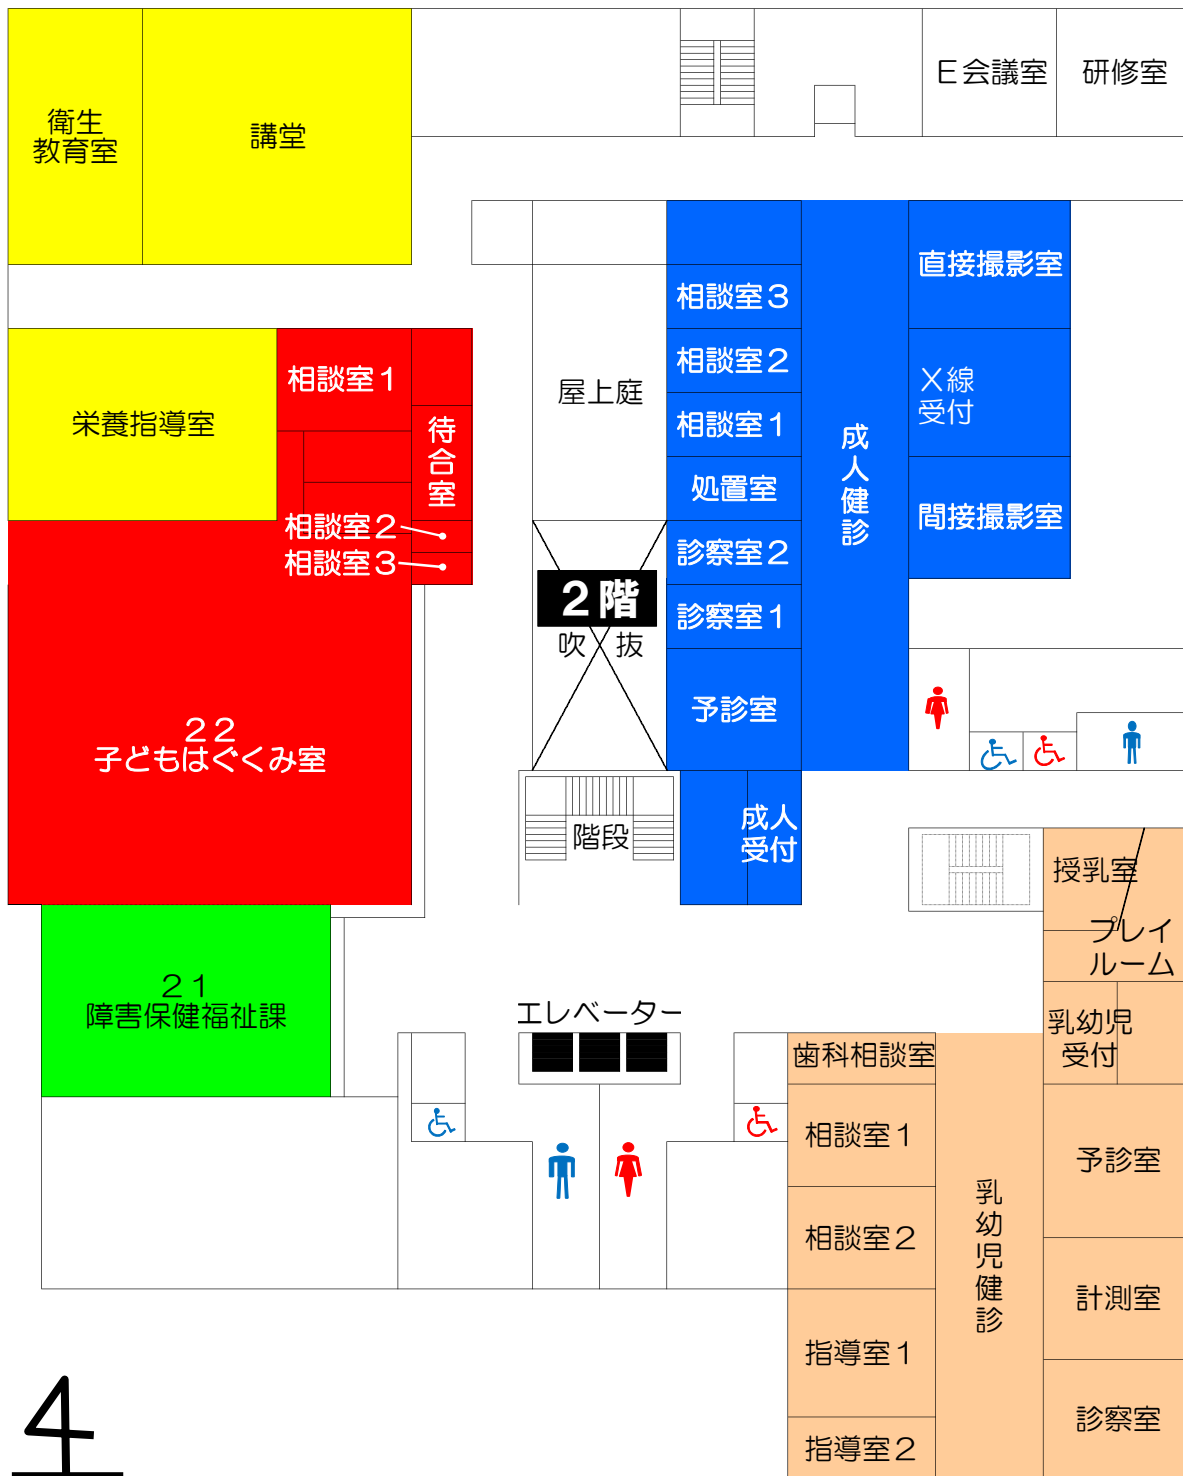 衛生
教育室
講堂
E会議室
研修室
直接撮影室
相談室3
相談室2
相談室1
処置室
診察室2
診察室1
予診室
成人健診
X線
受付
間接撮影室
屋上庭
栄養指導室
相談室1
待合室
相談室2
相談室3
2階
吹抜
22
子どもはぐくみ室
階段
成人
受付
授乳室
プレイ
ルーム
乳幼児
受付
21
障害保健福祉課
エレベーター
歯科相談室
相談室1
相談室2
指導室1
指導室2
乳幼児健診
予診室
計測室
診察室
4